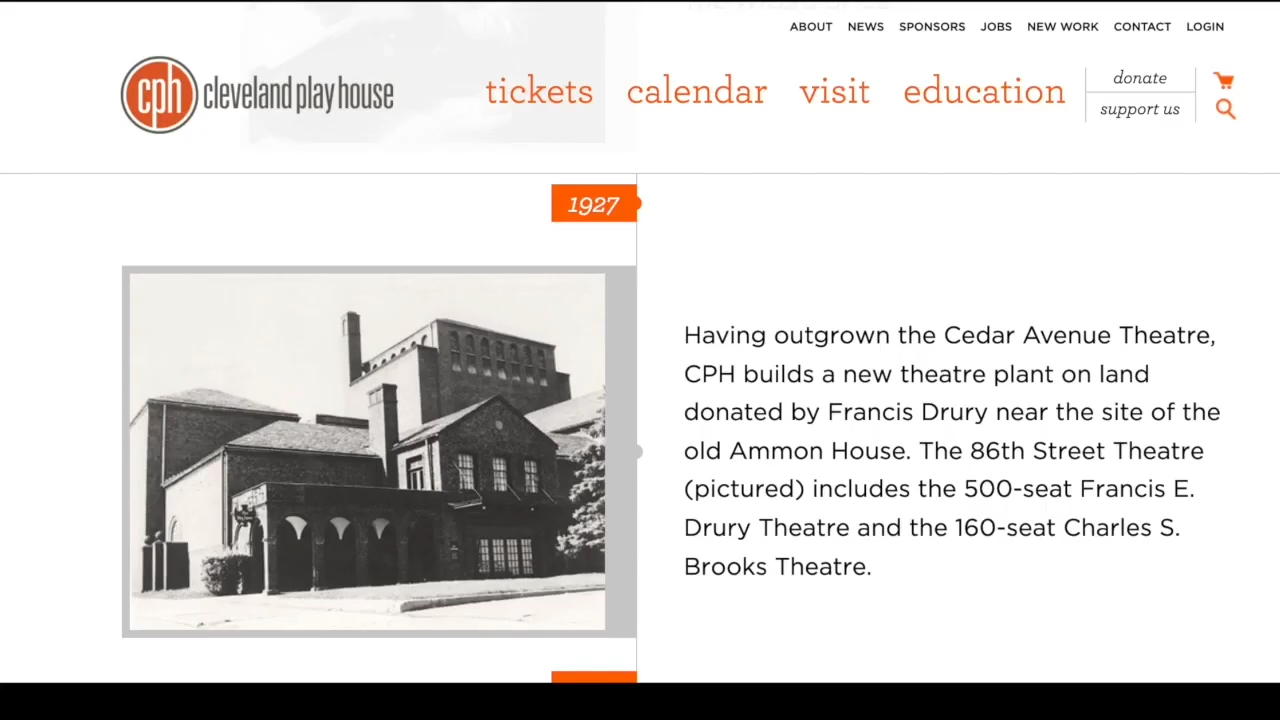 ABOUT NEWS SPONSORS JOBS NEW WORK CONTACT LOGIN
cph cleveland play house
tickets calendar visit education
donate
support us
1927
Having outgrown the Cedar Avenue Theatre,
CPH builds a new theatre plant on land
donated by Francis Drury near the site of the
old Ammon House. The 86th Street Theatre
(pictured) includes the 500-seat Francis E.
Drury Theatre and the 160-seat Charles S.
Brooks Theatre.